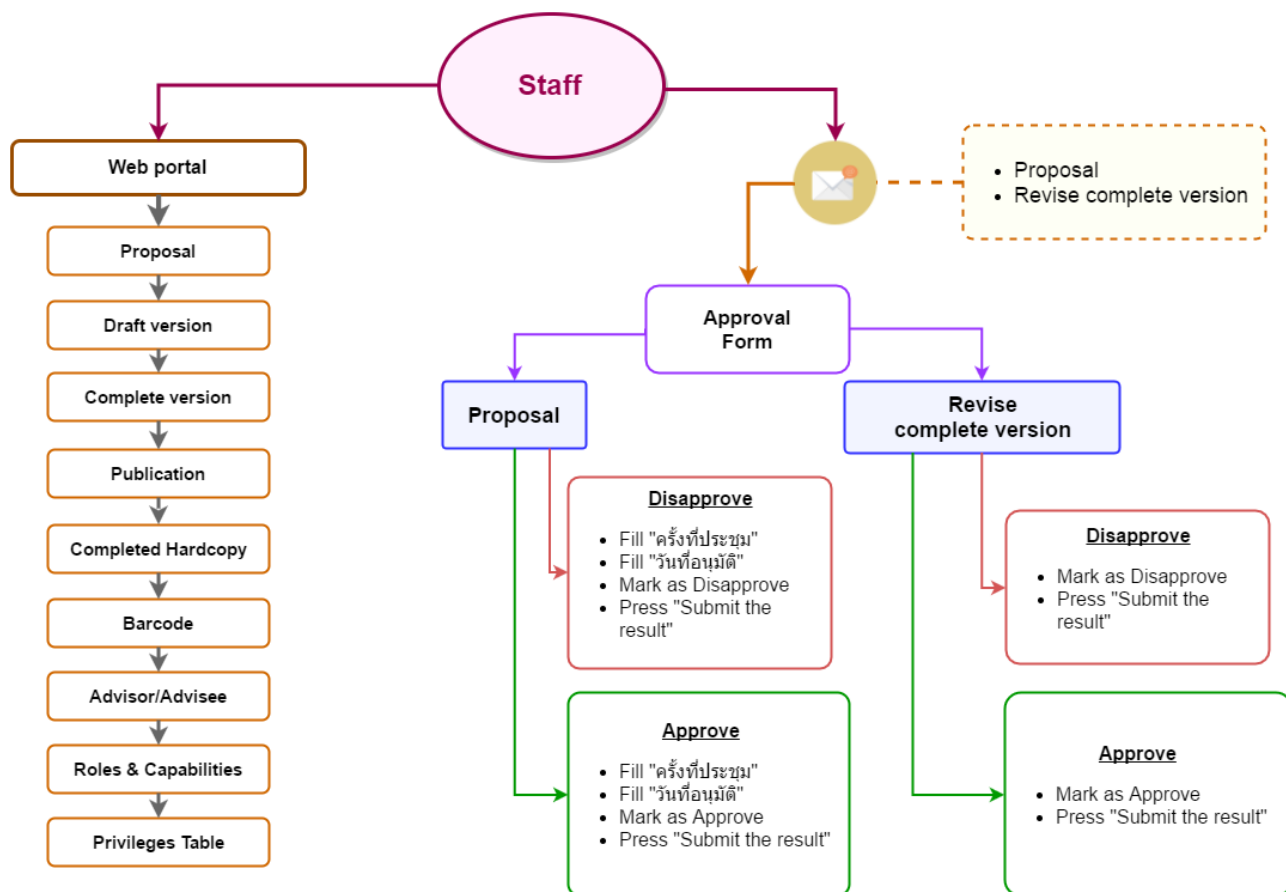 Staff
Web portal
Proposal
Draft version
Complete version
Publication
Completed Hardcopy
Barcode
Advisor/Advisee
Roles & Capabilities
Privileges Table
• Proposal
• Revise complete version
Approval
Form
Proposal
Disapprove
• Fill "ครั้งที่ประชุม"
• Fill "วันที่อนุมัติ"
• Mark as Disapprove
• Press "Submit the
result"
Approve
• Fill "ครั้งที่ประชุม"
• Fill "วันที่อนุมัติ"
• Mark as Approve
• Press "Submit the result"
Revise
complete version
Disapprove
• Mark as Disapprove
• Press "Submit the
result"
Approve
• Mark as Approve
• Press "Submit the result"